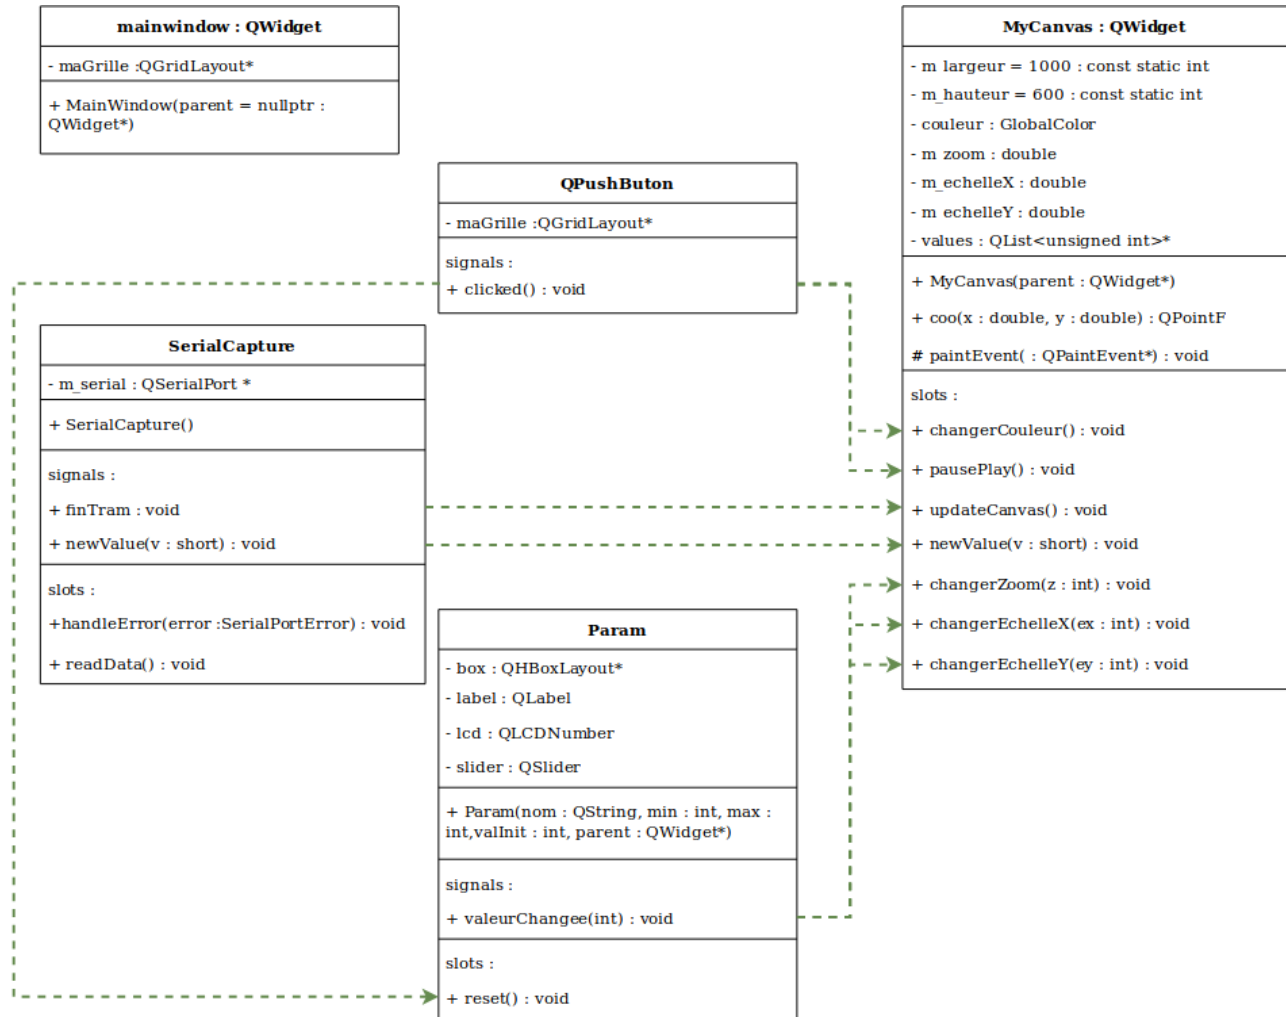 mainwindow : QWidget
- maGrille :QGridLayout*
+ MainWindow(parent = nullptr :
QWidget*)
QPushButon
- maGrille :QGridLayout*
signals :
+ clicked() : void
SerialCapture
- m_serial : QSerialPort *
+ SerialCapture()
signals :
+ finTram : void
+ newValue(v : short) : void
slots :
+handleError(error :SerialPortError) : void
+ readData() : void
Param
- box : QHBoxLayout*
- label : QLabel
- lcd : QLCDNumber
- slider : QSlider
+ Param(nom : QString, min : int, max :
int,valInit : int, parent : QWidget*)
signals :
+ valeurChangee(int) : void
slots :
+ reset() : void
MyCanvas : QWidget
- m largeur = 1000 : const static int
- m_hauteur = 600 : const static int
- couleur : GlobalColor
- m zoom : double
- m_echelleX : double
- m echelleY : double
- values : QList<unsigned int>*
+ MyCanvas(parent : QWidget*)
+ coo(x : double, y : double) : QPointF
# paintEvent( : QPaintEvent*) : void
slots :
+ changerCouleur() : void
+ pausePlay() : void
+ updateCanvas() : void
+ newValue(v : short) : void
+ changerZoom(z : int) : void
+ changerEchelleX(ex : int) : void
+ changerEchelleY(ey : int) : void